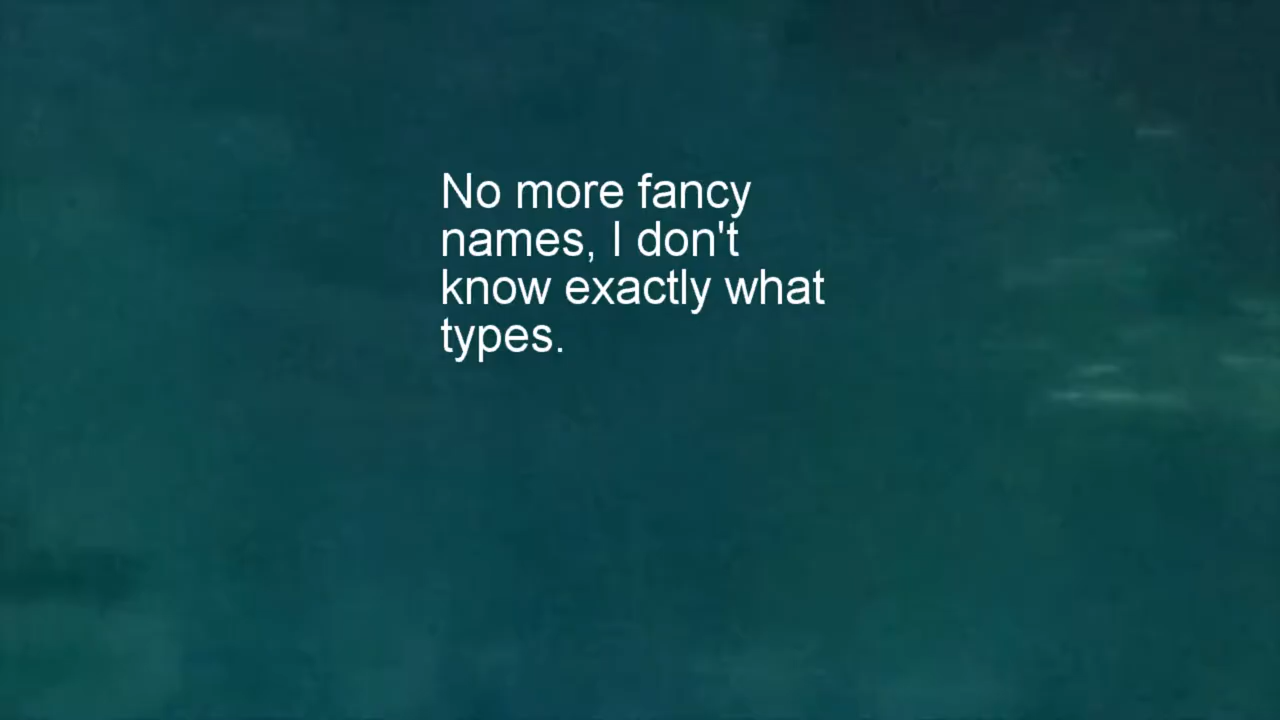 No more fancy
names, I don't
know exactly what
types.